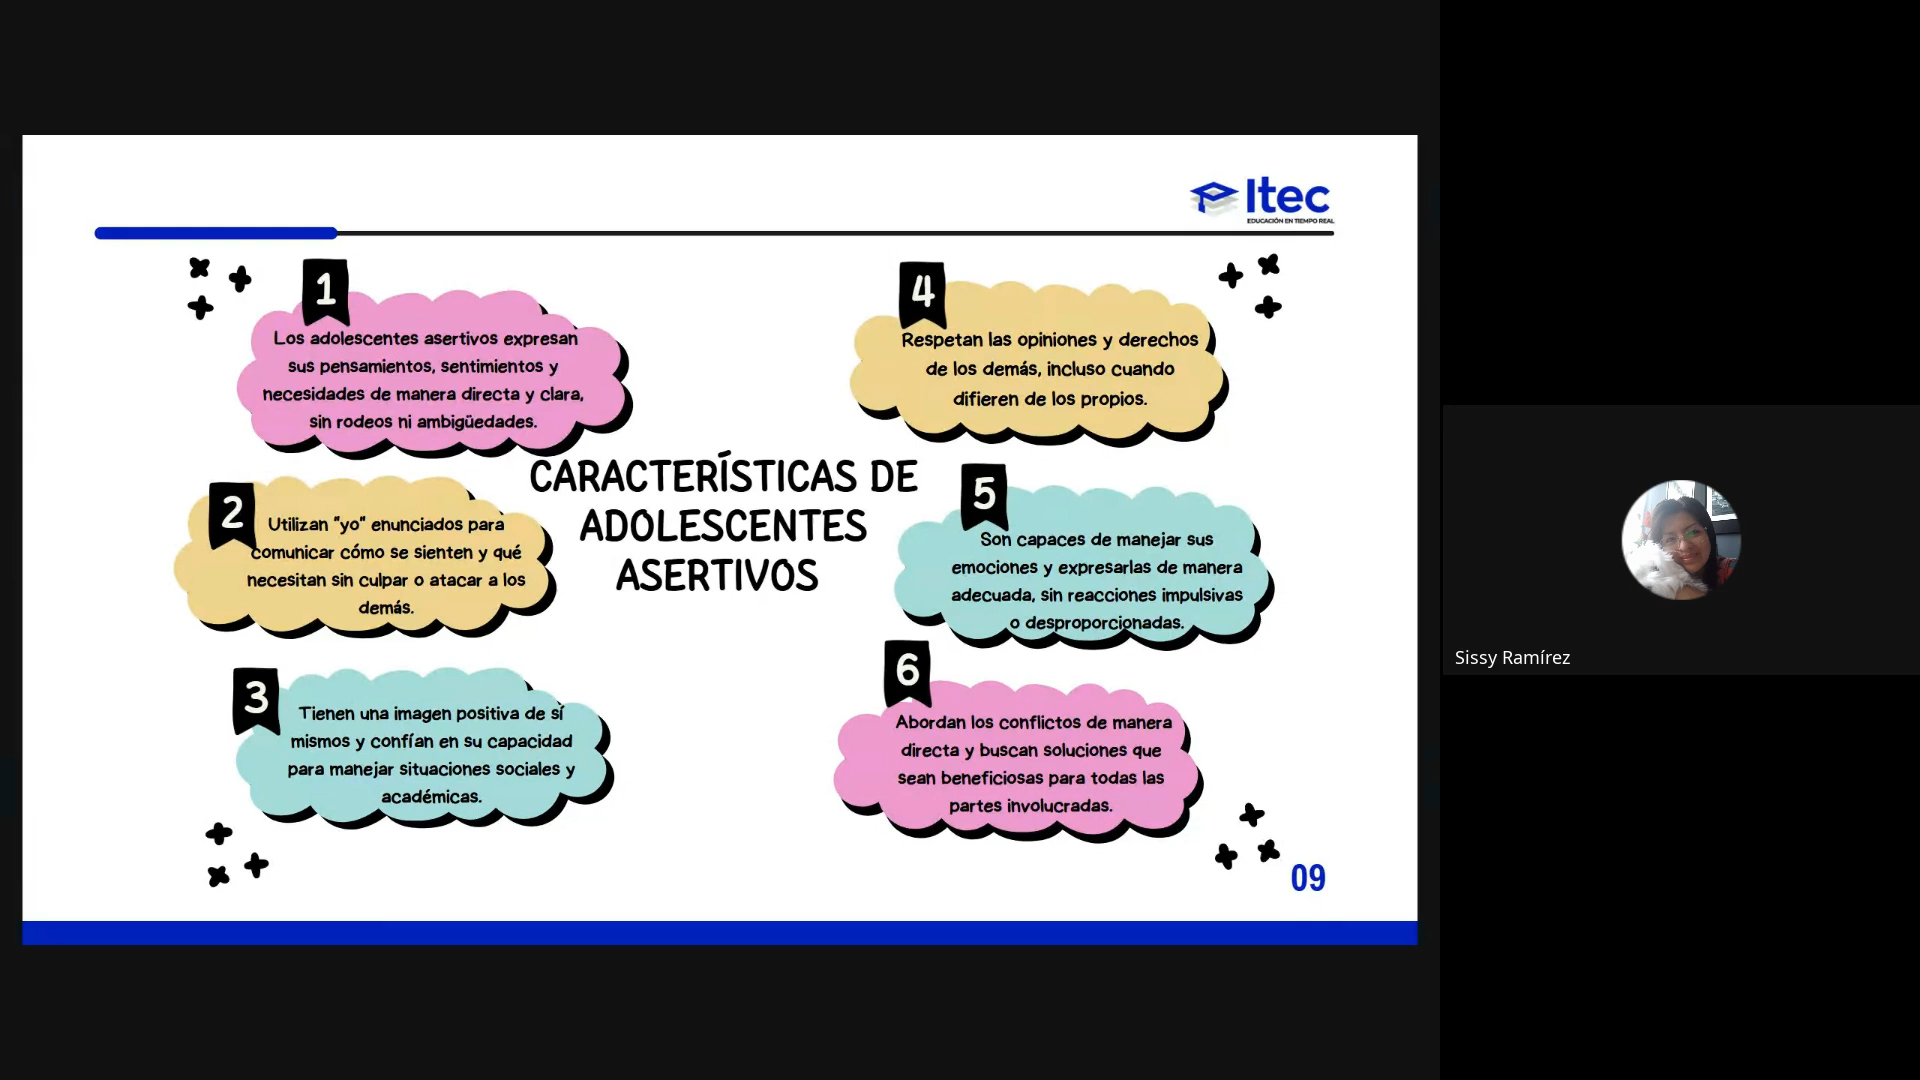 Itec
EDUCACIÓN EN TIEMPO REAL
CARACTERÍSTICAS DE
ADOLESCENTES
ASERTIVOS
1
Los adolescentes asertivos expresan
sus pensamientos, sentimientos y
necesidades de manera directa y clara,
sin rodeos ni ambigüedades.
2
Utilizan "yo" enunciados para
comunicar cómo se sienten y qué
necesitan sin culpar o atacar a los
demás.
3
Tienen una imagen positiva de sí
mismos y confían en su capacidad
para manejar situaciones sociales y
académicas.
4
Respetan las opiniones y derechos
de los demás, incluso cuando
difieren de los propios.
5
Son capaces de manejar sus
emociones y expresarlas de manera
adecuada, sin reacciones impulsivas
o desproporcionadas.
6
Abordan los conflictos de manera
directa y buscan soluciones que
sean beneficiosas para todas las
partes involucradas.
09
Sissy Ramírez